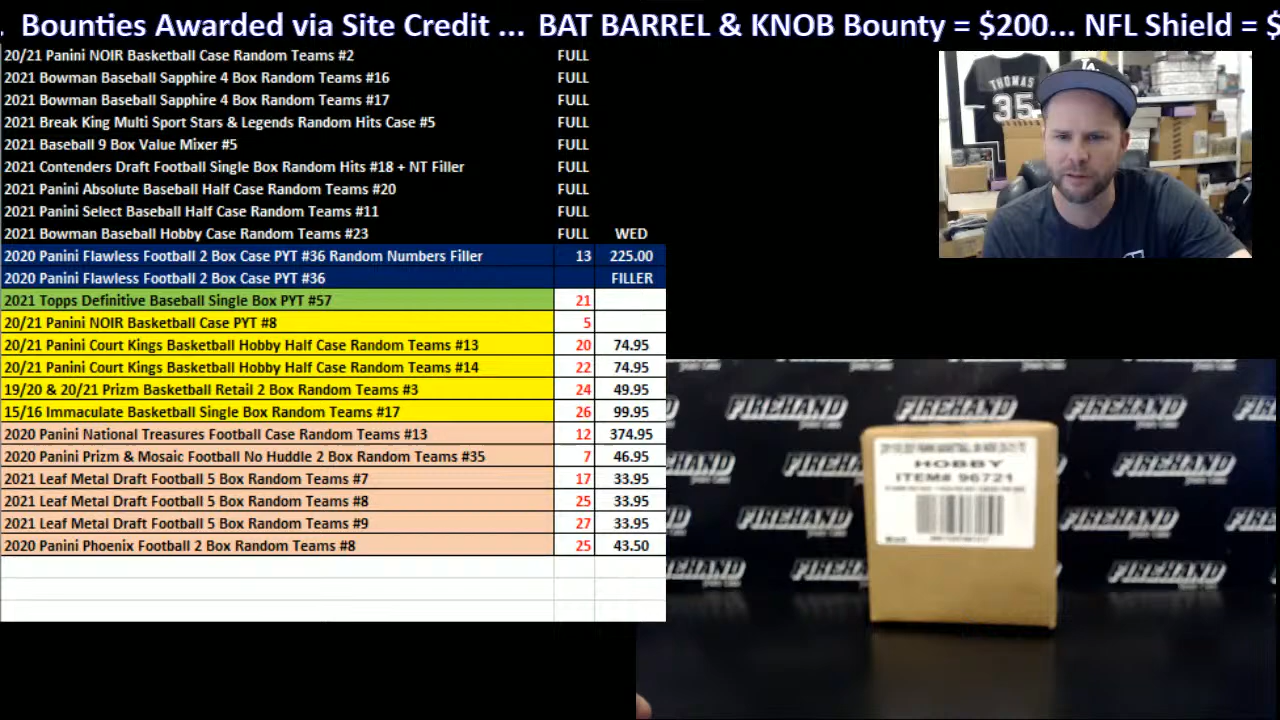 . Bounties Awarded via Site Credit ... BAT BARREL & KNOB Bounty = $200... NFL Shield = $
20/21 Panini NOIR Basketball Case Random Teams #2 FULL
2021 Bowman Baseball Sapphire 4 Box Random Teams #16 FULL
2021 Bowman Baseball Sapphire 4 Box Random Teams #17 FULL
2021 Break King Multi Sport Stars & Legends Random Hits Case #5 FULL
2021 Baseball 9 Box Value Mixer #5 FULL
2021 Contenders Draft Football Single Box Random Hits #18 + NT Filler FULL
2021 Panini Absolute Baseball Half Case Random Teams #20 FULL
2021 Panini Select Baseball Half Case Random Teams #11 FULL
2021 Bowman Baseball Hobby Case Random Teams #23 FULL WED
2020 Panini Flawless Football 2 Box Case PYT #36 Random Numbers Filler 13 225.00
2020 Panini Flawless Football 2 Box Case PYT #36 FILLER
2021 Topps Definitive Baseball Single Box PYT #57 21
20/21 Panini NOIR Basketball Case PYT #8 5
20/21 Panini Court Kings Basketball Hobby Half Case Random Teams #13 20 74.95
20/21 Panini Court Kings Basketball Hobby Half Case Random Teams #14 22 74.95
19/20 & 20/21 Prizm Basketball Retail 2 Box Random Teams #3 24 49.95
15/16 Immaculate Basketball Single Box Random Teams #17 26 99.95
2020 Panini National Treasures Football Case Random Teams #13 12 374.95
2020 Panini Prizm & Mosaic Football No Huddle 2 Box Random Teams #35 7 46.95
2021 Leaf Metal Draft Football 5 Box Random Teams #7 17 33.95
2021 Leaf Metal Draft Football 5 Box Random Teams #8 25 33.95
2021 Leaf Metal Draft Football 5 Box Random Teams #9 27 33.95
2020 Panini Phoenix Football 2 Box Random Teams #8 25 43.50
THOMAS
35
FIREHAND
FIREHAND
FIREHAND
HOBBY
ITEM# 96721
FIREHAND
FIREHAND
FIREHAND